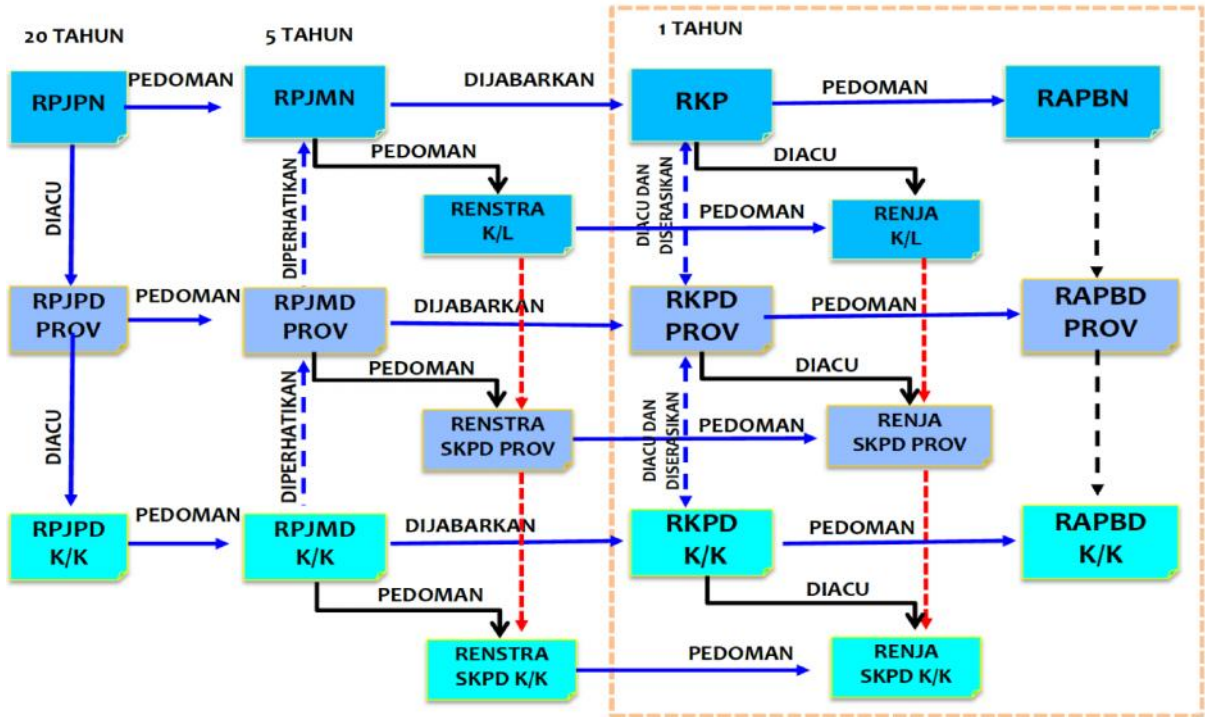 20 TAHUN
5 TAHUN
1 TAHUN
RPJPN
PEDOMAN
RPJMN
DIJABARKAN
RKP
PEDOMAN
RAPBN
PEDOMAN
DIACU
DIACU
DIPERHATIKAN
RENSTRA
K/L
PEDOMAN
DIACU DAN
DISERASIKAN
RENJA
K/L
RPJPD
PROV
PEDOMAN
RPJMD
PROV
DIJABARKAN
RKPD
PROV
PEDOMAN
RAPBD
PROV
PEDOMAN
DIACU
DIACU
DIPERHATIKAN
RENSTRA
SKPD PROV
PEDOMAN
DIACU DAN
DISERASIKAN
RENJA
SKPD PROV
RPJPD
K/K
PEDOMAN
RPJMD
K/K
DIJABARKAN
RKPD
K/K
PEDOMAN
RAPBD
K/K
PEDOMAN
DIACU
RENSTRA
SKPD K/K
PEDOMAN
RENJA
SKPD K/K